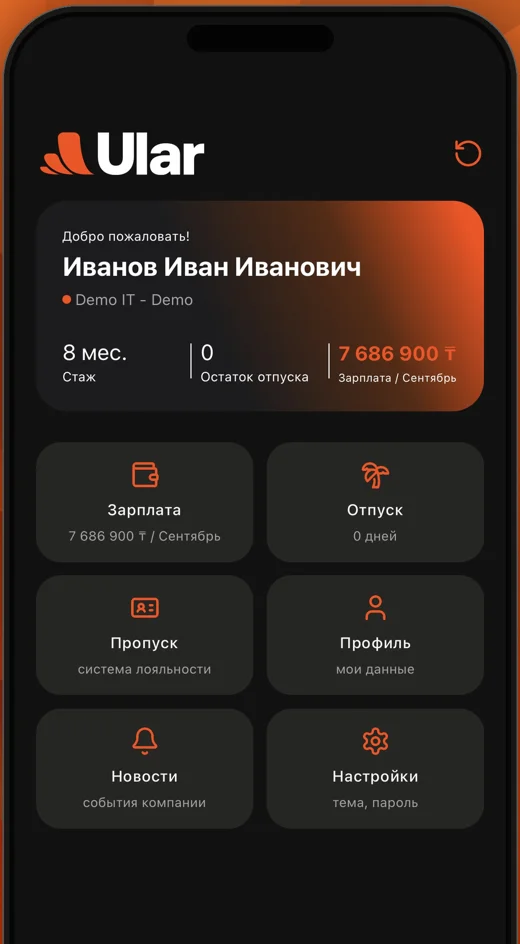 Ular
Добро пожаловать!
Иванов Иван Иванович
Demo IT - Demo
8 мес.
Стаж
0
Остаток отпуска
7 686 900 ₸
Зарплата / Сентябрь
Зарплата
7 686 900 ₸ / Сентябрь
Отпуск
0 дней
Пропуск
система лояльности
Профиль
мои данные
Новости
события компании
Настройки
тема, пароль